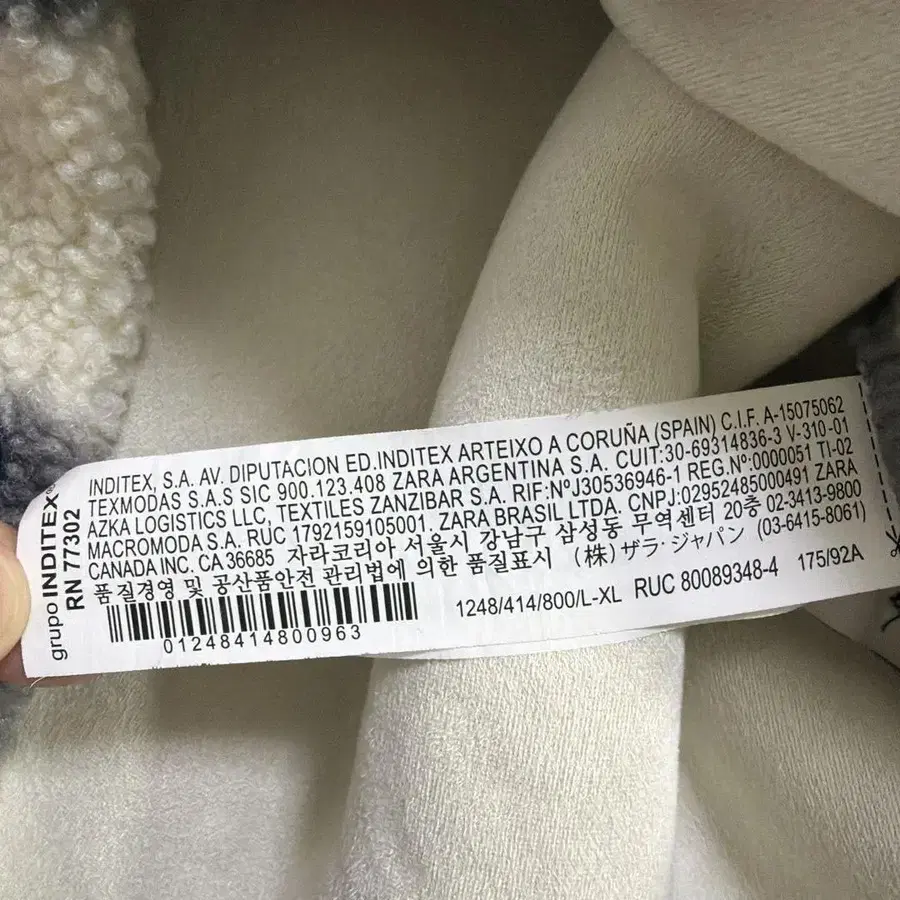 grupo INDITEX®
RN 77302
INDITEX, S.A. AV. DIPUTACION ED.INDITEX ARTEIXO A CORUÑA (SPAIN) C.I.F. A-15075062
TEXMODAS S.A.S SIC 900.123.408 ZARA ARGENTINA S.A. CUIT:30-69314836-3 V-310-01
AZKA LOGISTICS LLC, TEXTILES ZANZIBAR S.A. RIF:NºJ30536946-1 REG.Nº:0000051 TI-02
MACROMODA S.A. RUC 1792159105001. ZARA BRASIL LTDA. CNPJ:02952485000491 ZARA
CANADA INC. CA 36685 자라코리아 서울시 강남구 삼성동 무역센터 20층 02-3413-9800
품질경영 및 공산품안전 관리법에 의한 품질표시 (株) ザラ・ジャパン (03-6415-8061)
01248414800963
1248/414/800/L-XL RUC 80089348-4 175/92A